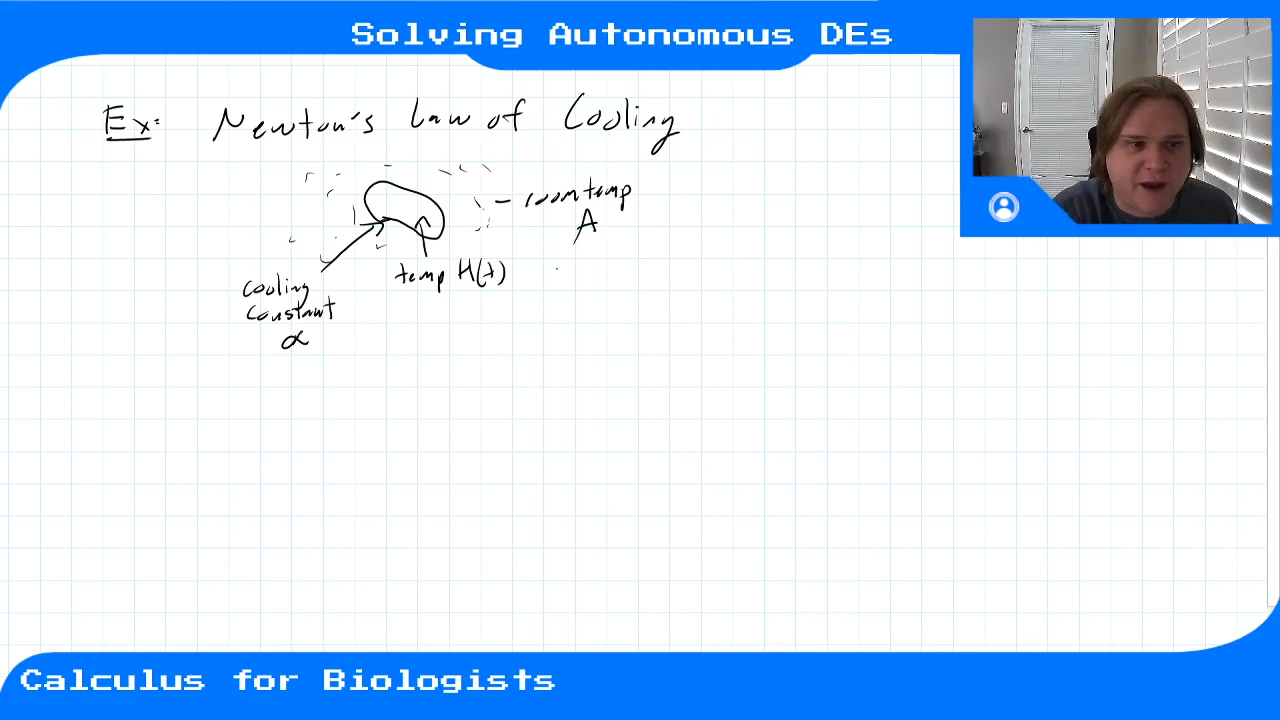 Solving Autonomous DEs
Ex: Newton's Law of Cooling
room temp
A
temp H(t)
cooling
constant
α
Calculus for Biologists